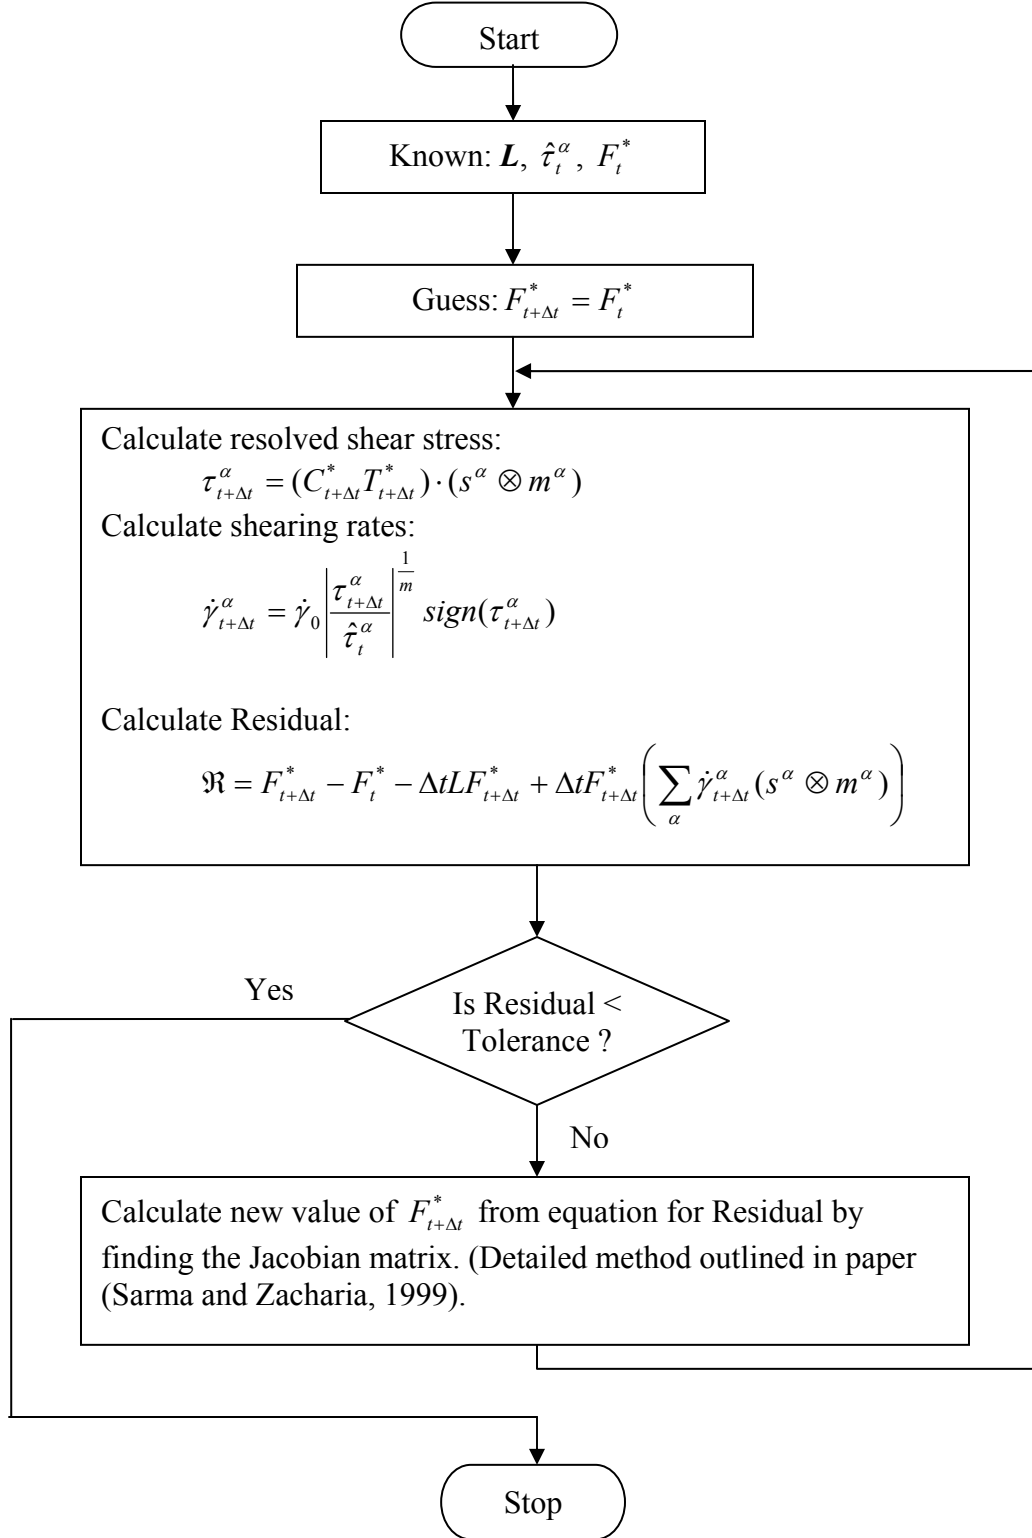 Start
Known: L, τ̂ₜ^α, Fₜ^*
Guess: F^*_{t+Δt} = F^*_t
Calculate resolved shear stress:
τ^α_{t+Δt} = (C^*_{t+Δt} T^*_{t+Δt}) · (s^α ⊗ m^α)
Calculate shearing rates:
γ̇^α_{t+Δt} = γ̇_0 |τ^α_{t+Δt} / τ̂^α_t|^{1/m} sign(τ^α_{t+Δt})
Calculate Residual:
ℜ = F^*_{t+Δt} − F^*_t − ΔtLF^*_{t+Δt} + ΔtF^*_{t+Δt} (∑_α γ̇^α_{t+Δt} (s^α ⊗ m^α))
Yes
Is Residual <
Tolerance ?
No
Calculate new value of F^*_{t+Δt} from equation for Residual by
finding the Jacobian matrix. (Detailed method outlined in paper
(Sarma and Zacharia, 1999).
Stop